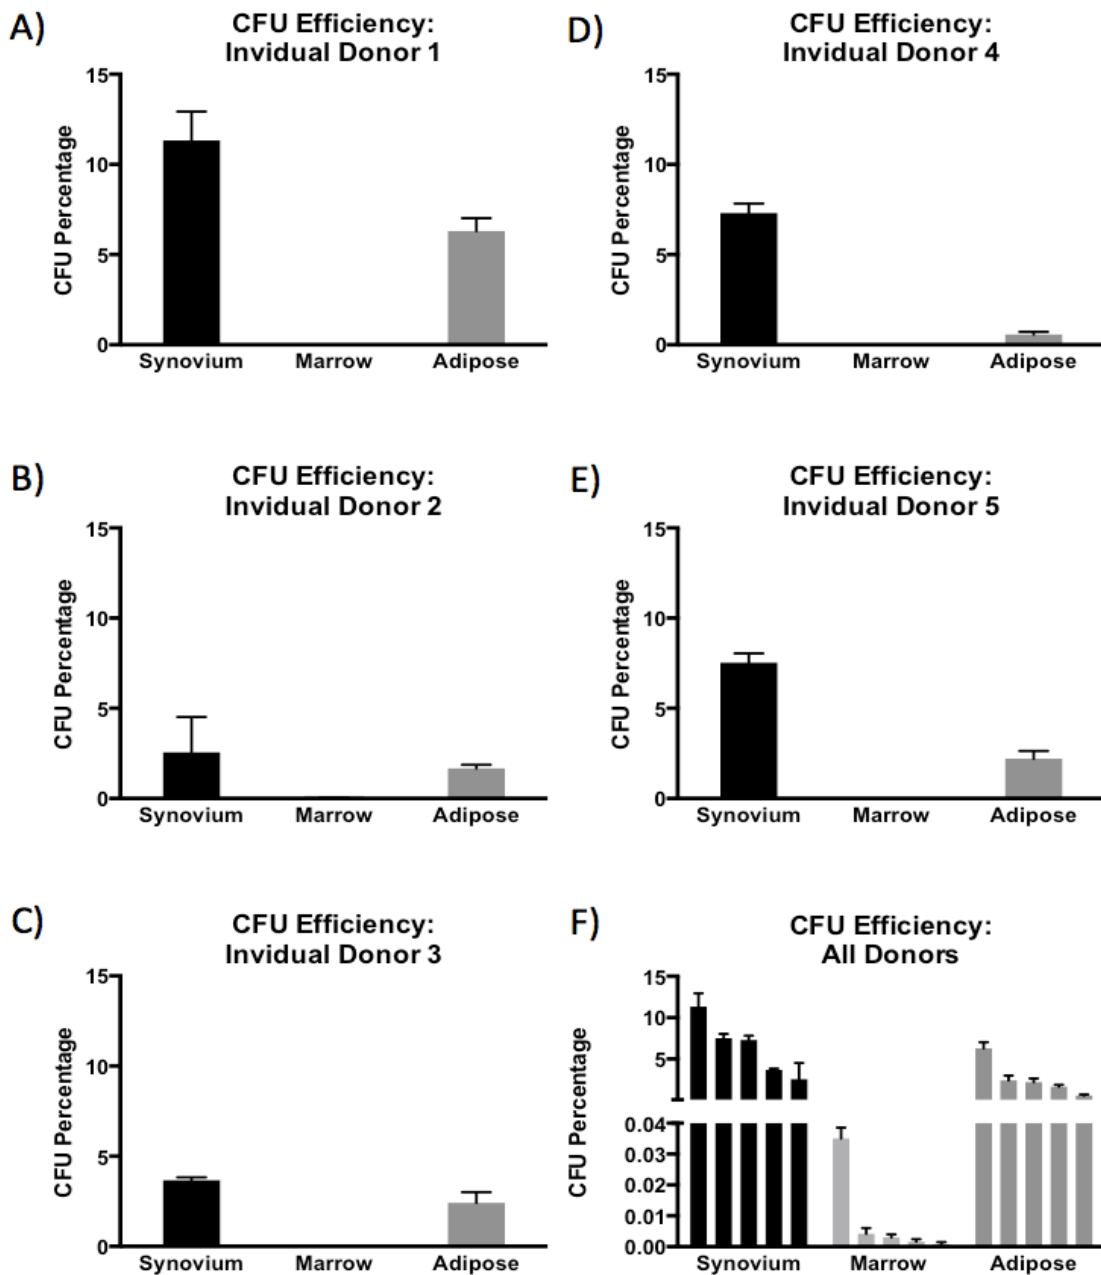 A)
CFU Efficiency:
Invidual Donor 1
CFU Percentage
15
10
5
0
Synovium Marrow Adipose
B)
CFU Efficiency:
Invidual Donor 2
CFU Percentage
15
10
5
0
Synovium Marrow Adipose
C)
CFU Efficiency:
Invidual Donor 3
CFU Percentage
15
10
5
0
Synovium Marrow Adipose
D)
CFU Efficiency:
Invidual Donor 4
CFU Percentage
15
10
5
0
Synovium Marrow Adipose
E)
CFU Efficiency:
Invidual Donor 5
CFU Percentage
15
10
5
0
Synovium Marrow Adipose
F)
CFU Efficiency:
All Donors
CFU Percentage
15
10
5
0.04
0.03
0.02
0.01
0.00
Synovium Marrow Adipose